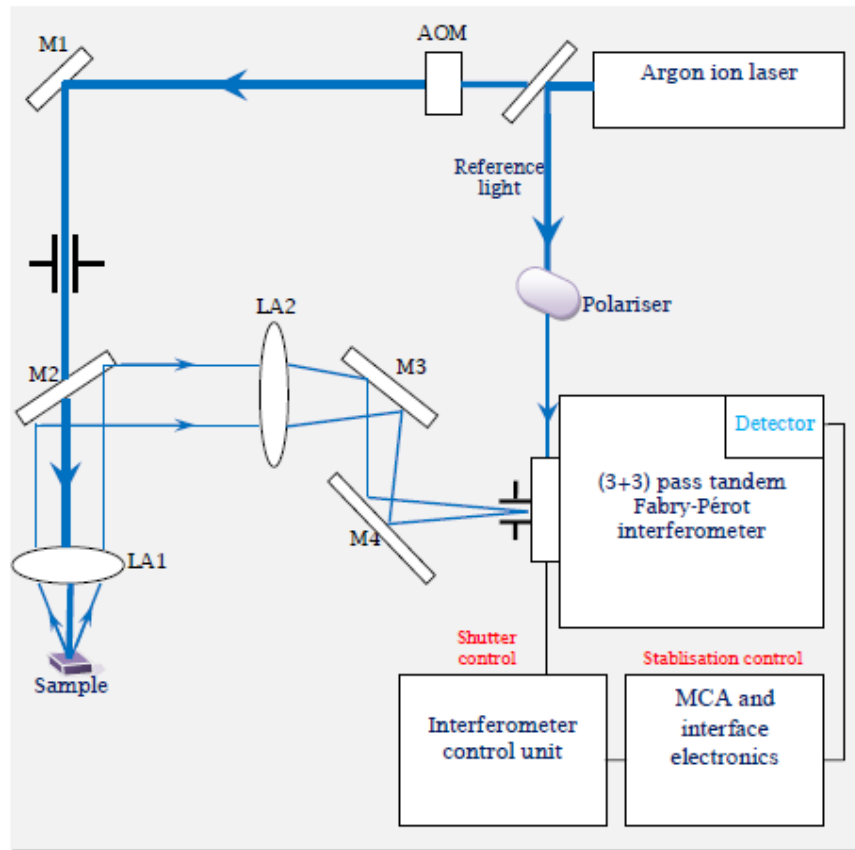 M1
AOM
Argon ion laser
Reference
light
Polariser
LA2
M2
M3
Detector
(3+3) pass tandem
Fabry-Pérot
interferometer
M4
LA1
Sample
Shutter
control
Stablisation control
Interferometer
control unit
MCA and
interface
electronics